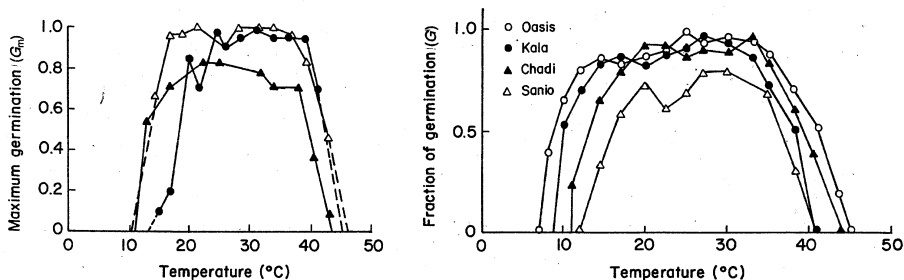 Maximum germination (Gm)
1.0
0.8
0.6
0.4
0.2
0
0 10 20 30 40 50
Temperature (°C)
Fraction of germination (G)
1.0
0.5
0
○ Oasis
● Kala
▲ Chadi
△ Sanio
0 10 20 30 40 50
Temperature (°C)